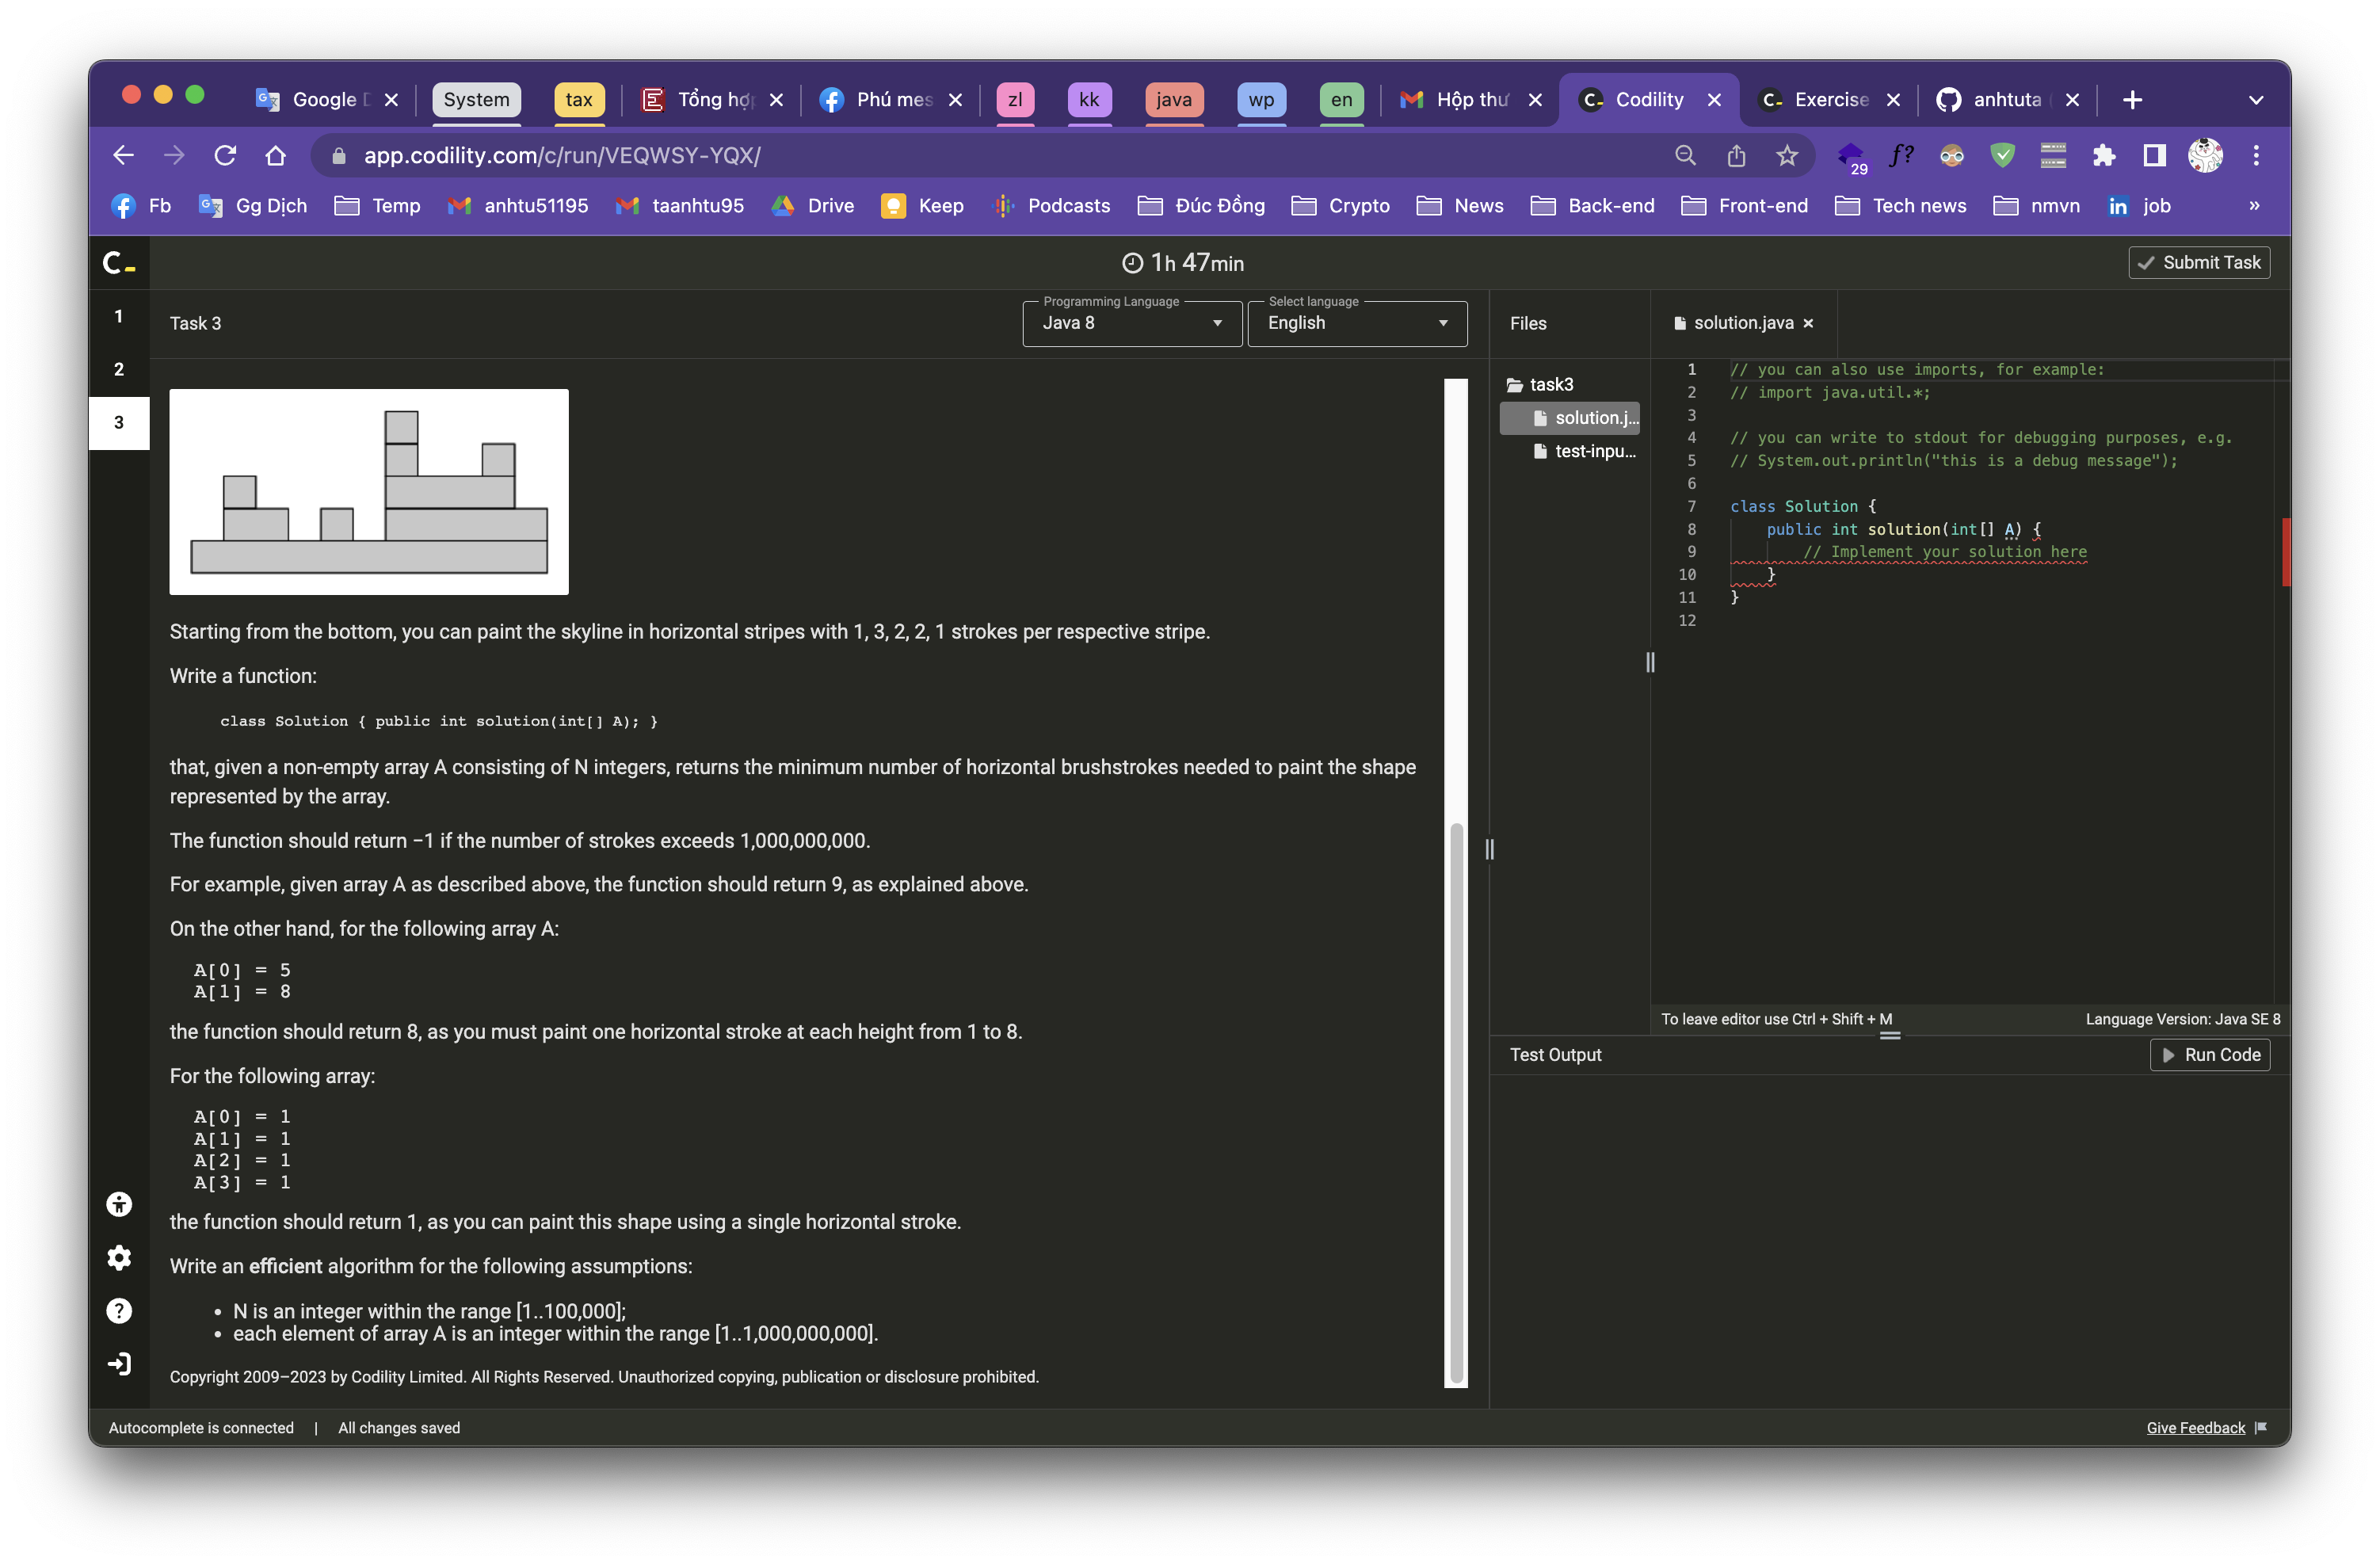 Google D
System
tax
Tổng hợp
Phú mes
zl
kk
java
wp
en
Hộp thư
Codility
Exercise
anhtuta
app.codility.com/c/run/VEQWSY-YQX/
29
f?
Fb
Gg Dịch
Temp
anhtu51195
taanhtu95
Drive
Keep
Podcasts
Đúc Đồng
Crypto
News
Back-end
Front-end
Tech news
nmvn
in job
»
C_
1h 47min
Submit Task
1
2
3
Task 3
Programming Language
Java 8
Select language
English
Starting from the bottom, you can paint the skyline in horizontal stripes with 1, 3, 2, 2, 1 strokes per respective stripe.
Write a function:
class Solution { public int solution(int[] A); }
that, given a non-empty array A consisting of N integers, returns the minimum number of horizontal brushstrokes needed to paint the shape
represented by the array.
The function should return −1 if the number of strokes exceeds 1,000,000,000.
For example, given array A as described above, the function should return 9, as explained above.
On the other hand, for the following array A:
A[0] = 5
A[1] = 8
the function should return 8, as you must paint one horizontal stroke at each height from 1 to 8.
For the following array:
A[0] = 1
A[1] = 1
A[2] = 1
A[3] = 1
the function should return 1, as you can paint this shape using a single horizontal stroke.
Write an efficient algorithm for the following assumptions:
• N is an integer within the range [1..100,000];
• each element of array A is an integer within the range [1..1,000,000,000].
Copyright 2009–2023 by Codility Limited. All Rights Reserved. Unauthorized copying, publication or disclosure prohibited.
Files
task3
solution.j...
test-inpu...
solution.java
1 // you can also use imports, for example:
2 // import java.util.*;
3
4 // you can write to stdout for debugging purposes, e.g.
5 // System.out.println("this is a debug message");
6
7 class Solution {
8 public int solution(int[] A) {
9 // Implement your solution here
10 }
11 }
12
To leave editor use Ctrl + Shift + M
Language Version: Java SE 8
Test Output
Run Code
Autocomplete is connected | All changes saved
Give Feedback